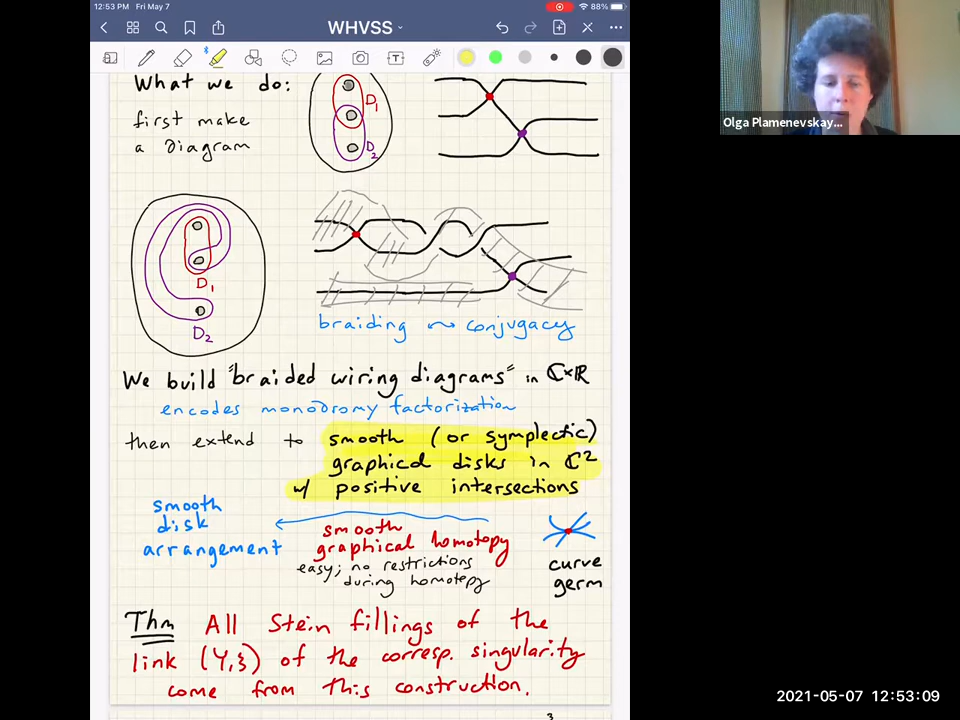 12:53 PM Fri May 7
88%
WHVSS
What we do:
first make
a diagram
D1
D2
D1
D2
braiding ⤳ conjugacy
We build "braided wiring diagrams" in ℂ×ℝ
encodes monodromy factorization
then extend to smooth (or symplectic)
graphical disks in ℂ²
w/ positive intersections
smooth
disk
arrangement
smooth
graphical homotopy
easy; no restrictions
during homotopy
curve
germ
Thm All Stein fillings of the
link (Y,ξ) of the corresp. singularity
come from this construction.
Olga Plamenevskay...
2021-05-07 12:53:09